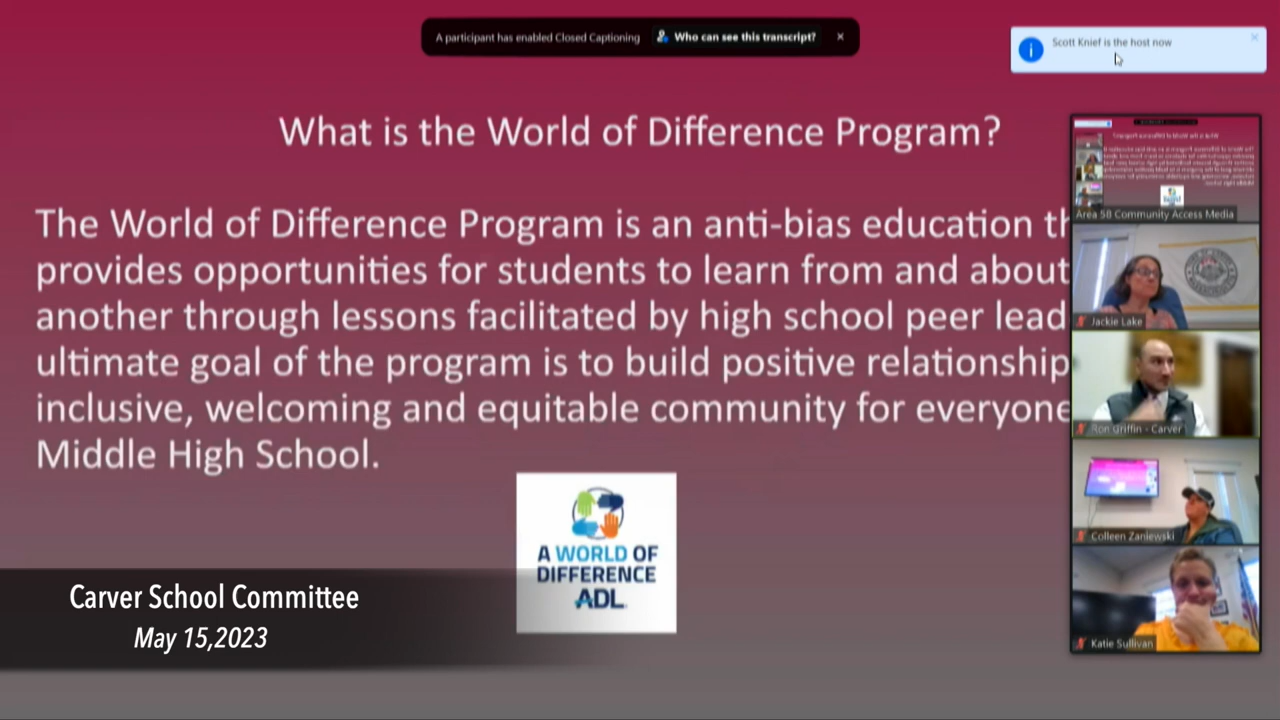 A participant has enabled Closed Captioning Who can see this transcript?
Scott Knief is the host now
What is the World of Difference Program?
The World of Difference Program is an anti-bias education th
provides opportunities for students to learn from and about
another through lessons facilitated by high school peer lead
ultimate goal of the program is to build positive relationship
inclusive, welcoming and equitable community for everyone
Middle High School.
A WORLD OF
DIFFERENCE
ADL
Carver School Committee
May 15,2023
Area 58 Community Access Media
Jackie Lake
Ron Griffin - Carver
Colleen Zaniewski
Katie Sullivan